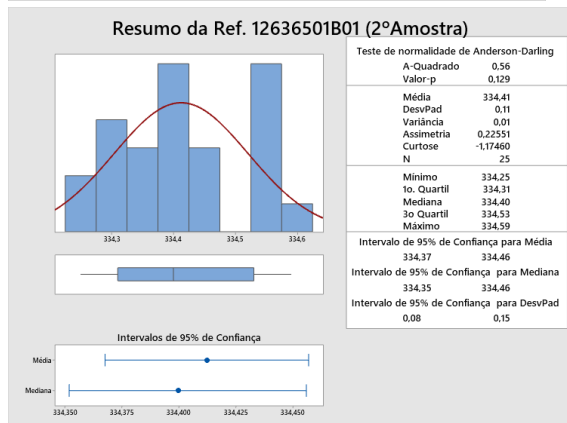 Resumo da Ref. 12636501B01 (2ºAmostra)
Teste de normalidade de Anderson-Darling
A-Quadrado 0,56
Valor-p 0,129
Média 334,41
DesvPad 0,11
Variância 0,01
Assimetria 0,22551
Curtose -1,17460
N 25
Mínimo 334,25
1o. Quartil 334,31
Mediana 334,40
3o Quartil 334,53
Máximo 334,59
Intervalo de 95% de Confiança para Média
334,37 334,46
Intervalo de 95% de Confiança para Mediana
334,35 334,46
Intervalo de 95% de Confiança para DesvPad
0,08 0,15
334,3 334,4 334,5 334,6
Intervalos de 95% de Confiança
Média
Mediana
334,350 334,375 334,400 334,425 334,450